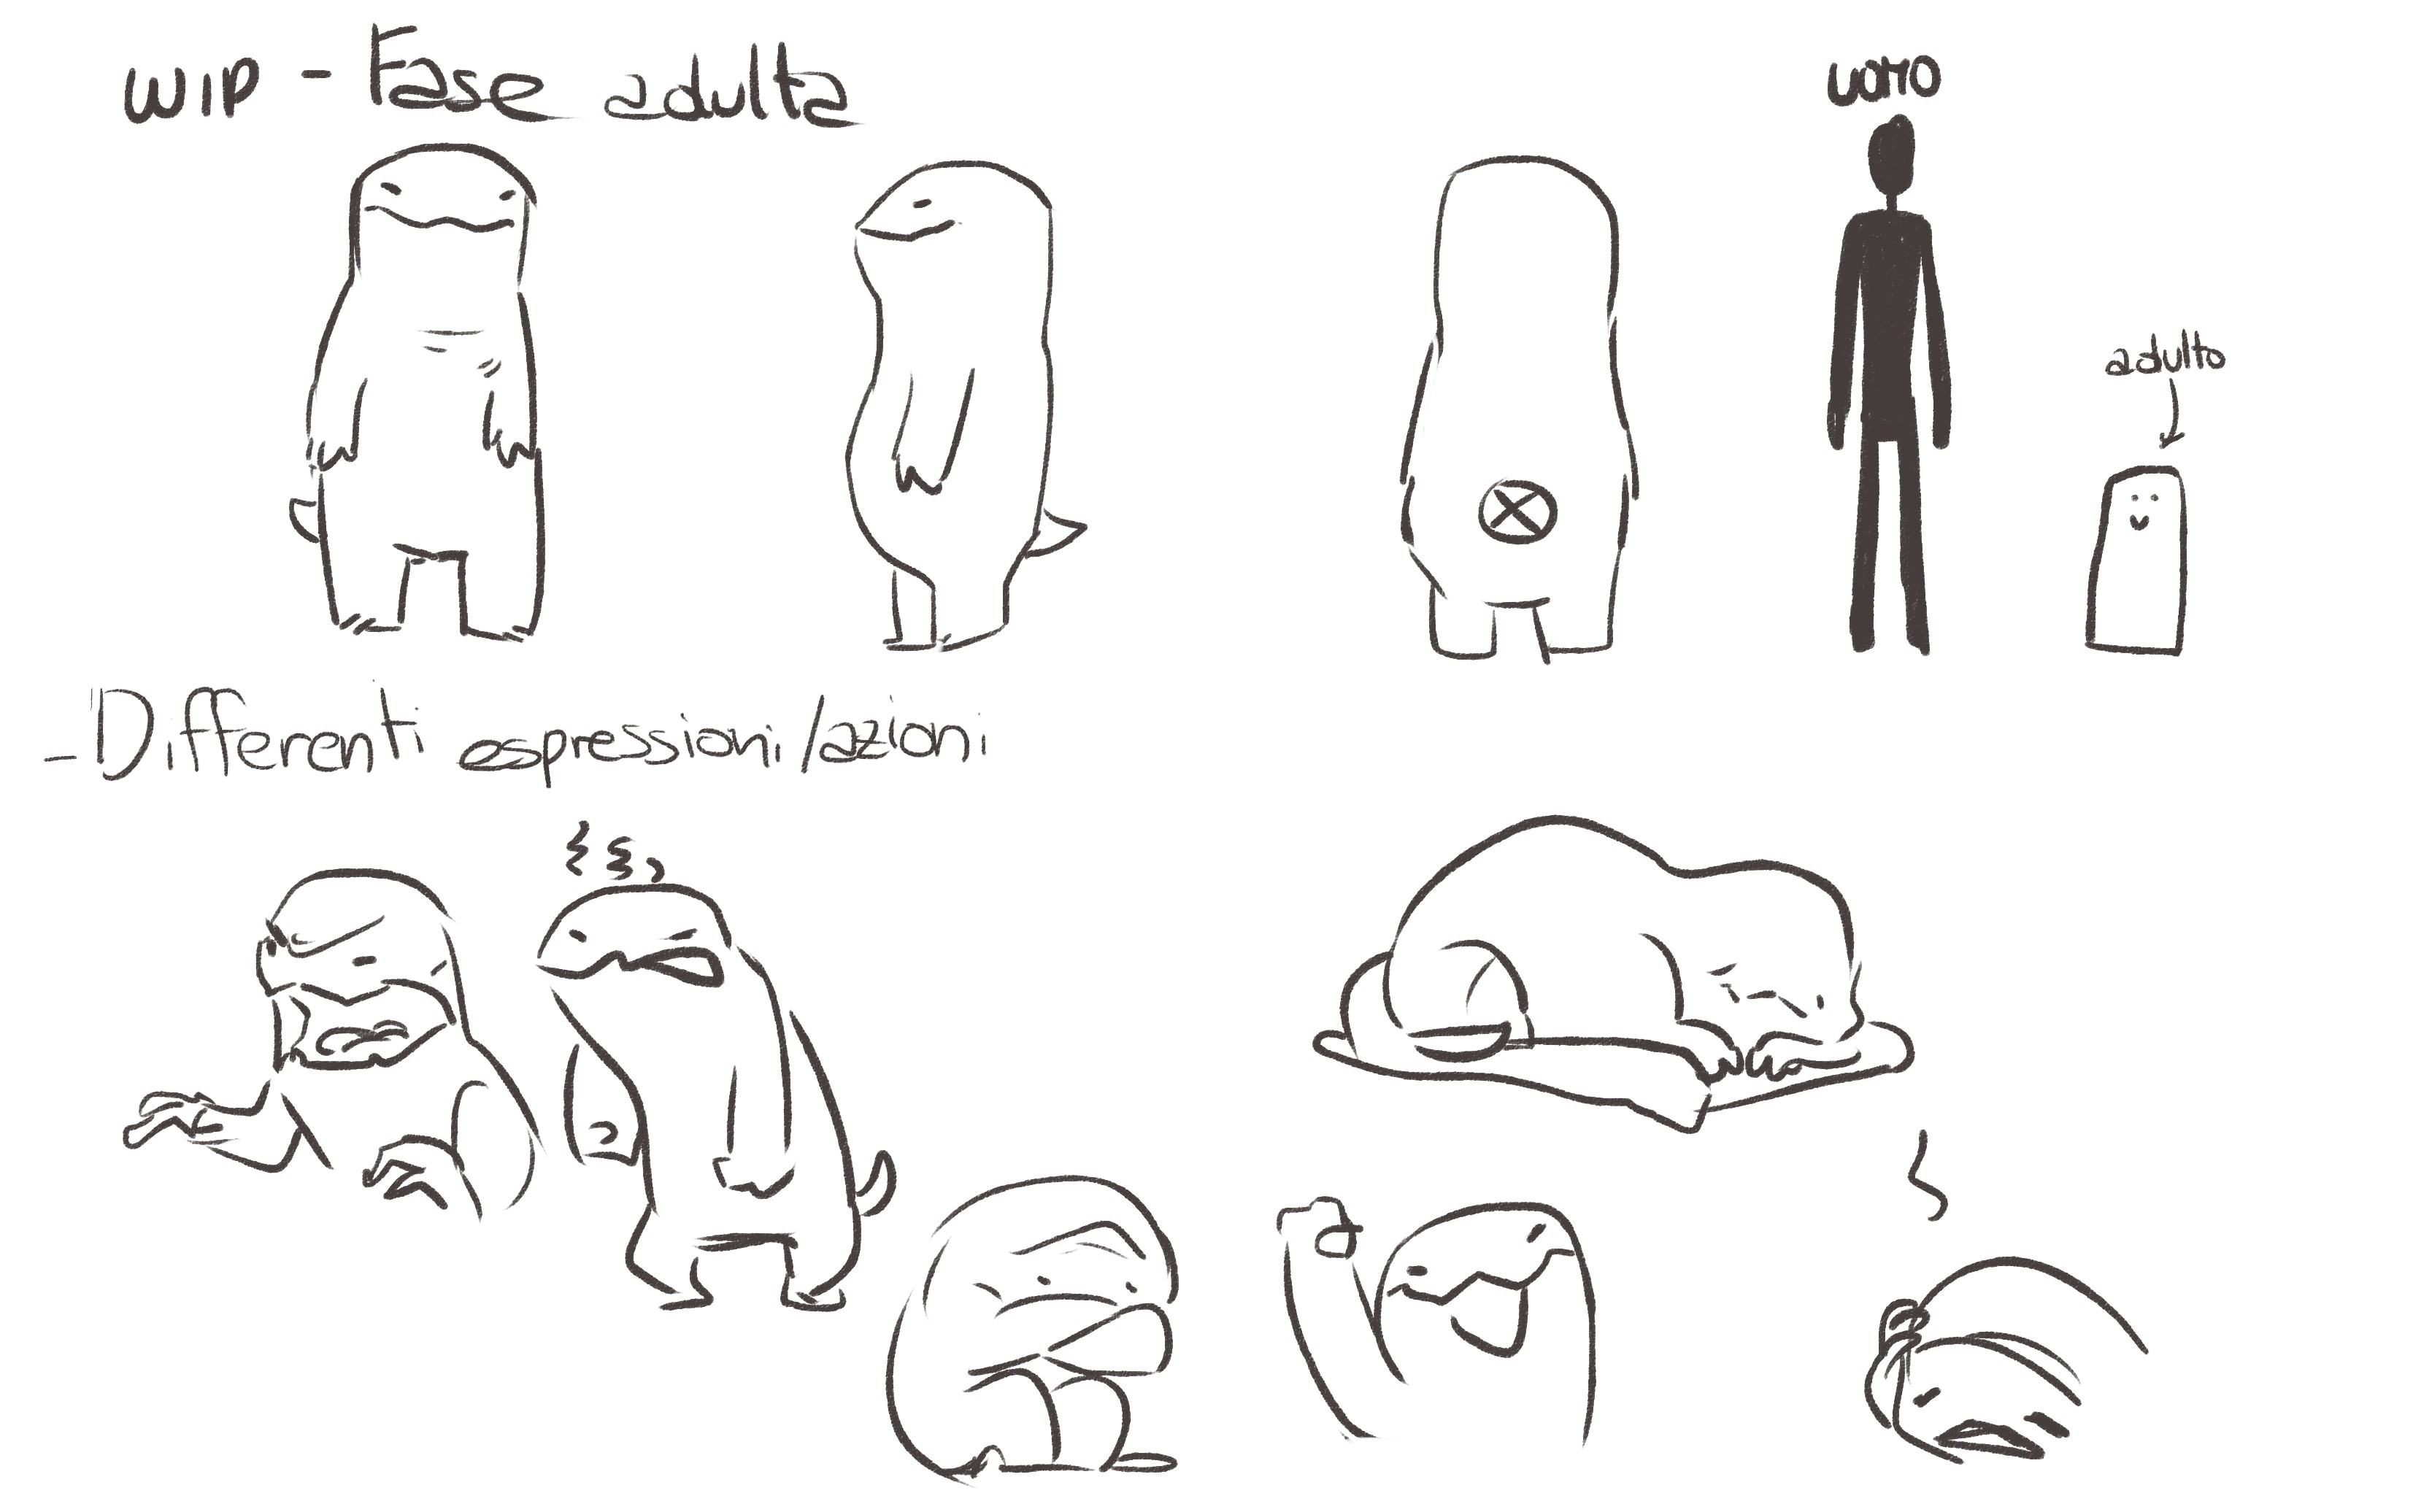 WIP - Fase adulta
UOMO
adulto
- Differenti espressioni/azioni